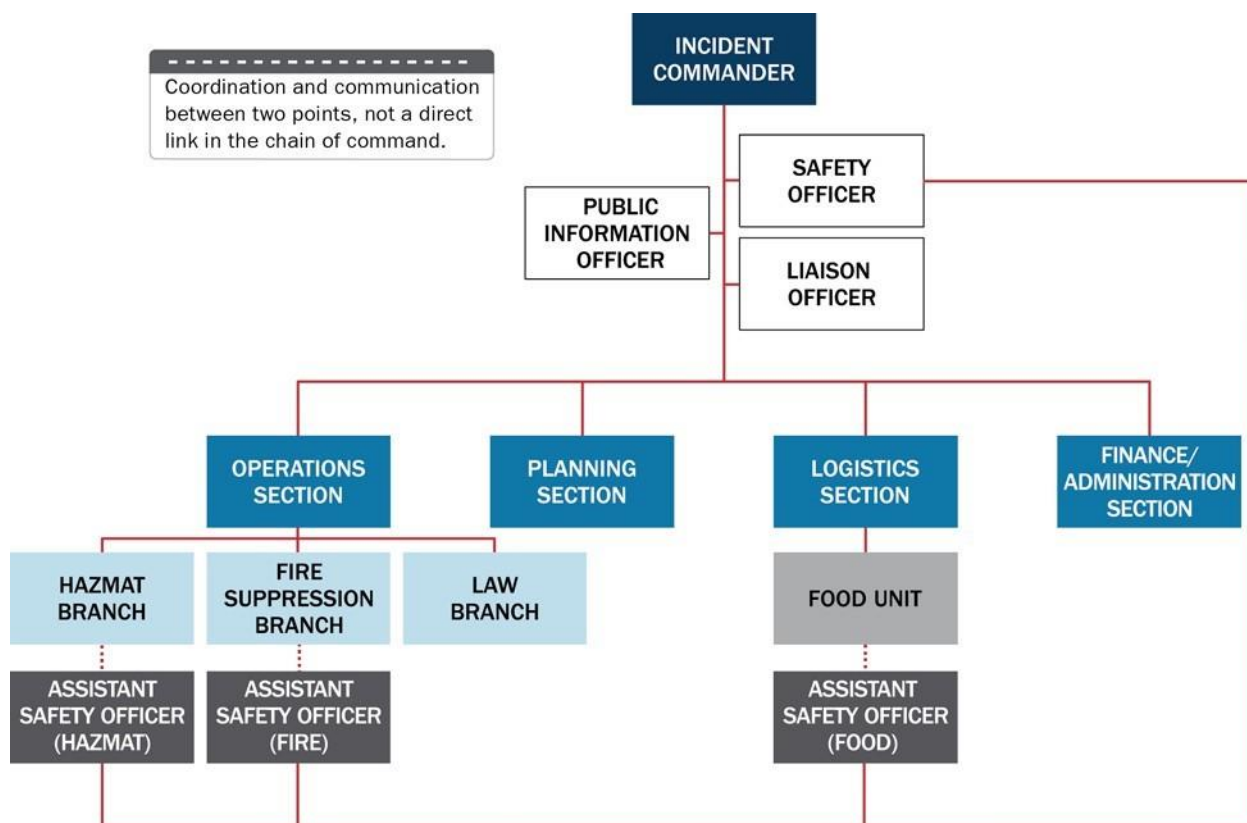 INCIDENT
COMMANDER
Coordination and communication
between two points, not a direct
link in the chain of command.
SAFETY
OFFICER
PUBLIC
INFORMATION
OFFICER
LIAISON
OFFICER
OPERATIONS
SECTION
PLANNING
SECTION
LOGISTICS
SECTION
FINANCE/
ADMINISTRATION
SECTION
HAZMAT
BRANCH
FIRE
SUPPRESSION
BRANCH
LAW
BRANCH
FOOD UNIT
ASSISTANT
SAFETY OFFICER
(HAZMAT)
ASSISTANT
SAFETY OFFICER
(FIRE)
ASSISTANT
SAFETY OFFICER
(FOOD)